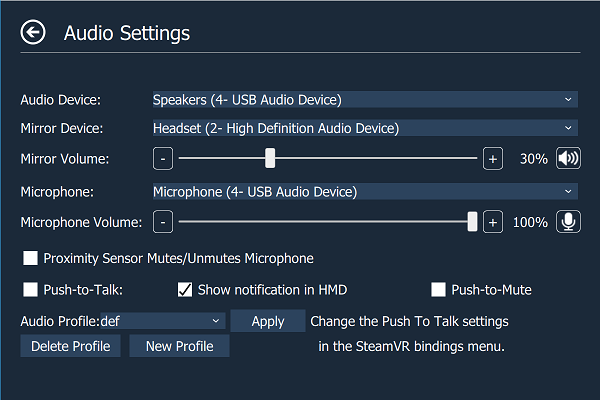 Audio Settings
Audio Device: Speakers (4- USB Audio Device)
Mirror Device: Headset (2- High Definition Audio Device)
Mirror Volume: - + 30%
Microphone: Microphone (4- USB Audio Device)
Microphone Volume: - + 100%
Proximity Sensor Mutes/Unmutes Microphone
Push-to-Talk: Show notification in HMD Push-to-Mute
Audio Profile: def Apply Change the Push To Talk settings
Delete Profile New Profile in the SteamVR bindings menu.